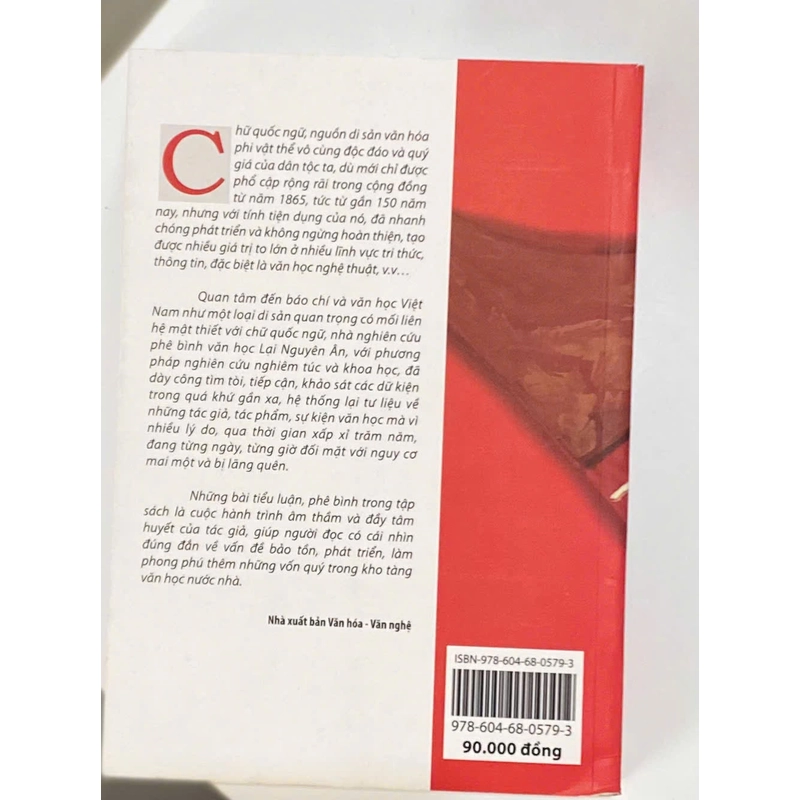 Chữ quốc ngữ, nguồn di sản văn hóa
phi vật thể vô cùng độc đáo và quý
giá của dân tộc ta, dù mới chỉ được
phổ cập rộng rãi trong cộng đồng
từ năm 1865, tức từ gần 150 năm
nay, nhưng với tính tiện dụng của nó, đã nhanh
chóng phát triển và không ngừng hoàn thiện, tạo
được nhiều giá trị to lớn ở nhiều lĩnh vực tri thức,
thông tin, đặc biệt là văn học nghệ thuật, v.v...
Quan tâm đến báo chí và văn học Việt
Nam như một loại di sản quan trọng có mối liên
hệ mật thiết với chữ quốc ngữ, nhà nghiên cứu
phê bình văn học Lại Nguyên Ân, với phương
pháp nghiên cứu nghiêm túc và khoa học, đã
dày công tìm tòi, tiếp cận, khảo sát các dữ kiện
trong quá khứ gần xa, hệ thống lại tư liệu về
những tác giả, tác phẩm, sự kiện văn học mà vì
nhiều lý do, qua thời gian xấp xỉ trăm năm,
đang từng ngày, từng giờ đối mặt với nguy cơ
mai một và bị lãng quên.
Những bài tiểu luận, phê bình trong tập
sách là cuộc hành trình âm thầm và đầy tâm
huyết của tác giả, giúp người đọc có cái nhìn
đúng đắn về vấn đề bảo tồn, phát triển, làm
phong phú thêm những vốn quý trong kho tàng
văn học nước nhà.
Nhà xuất bản Văn hóa - Văn nghệ
ISBN-978-604-68-0579-3
978-604-68-0579-3
90.000 đồng